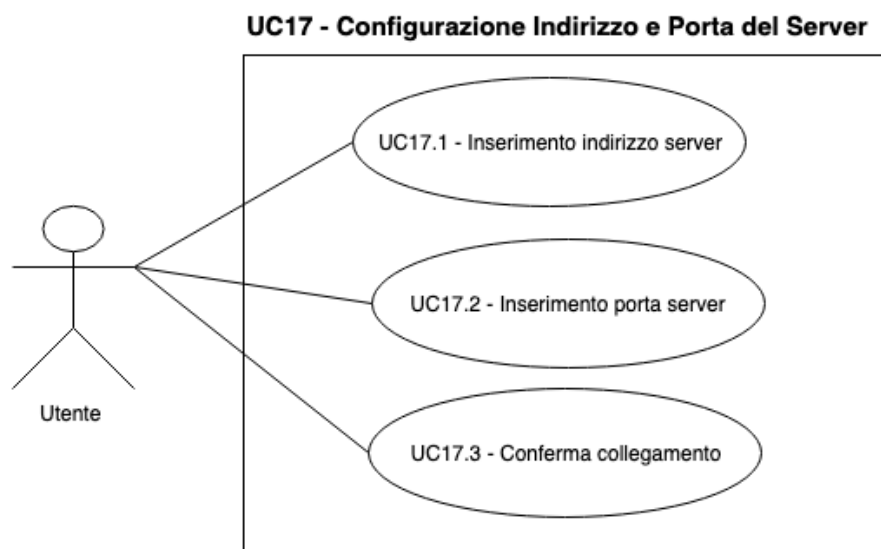 UC17 - Configurazione Indirizzo e Porta del Server
UC17.1 - Inserimento indirizzo server
UC17.2 - Inserimento porta server
Utente
UC17.3 - Conferma collegamento